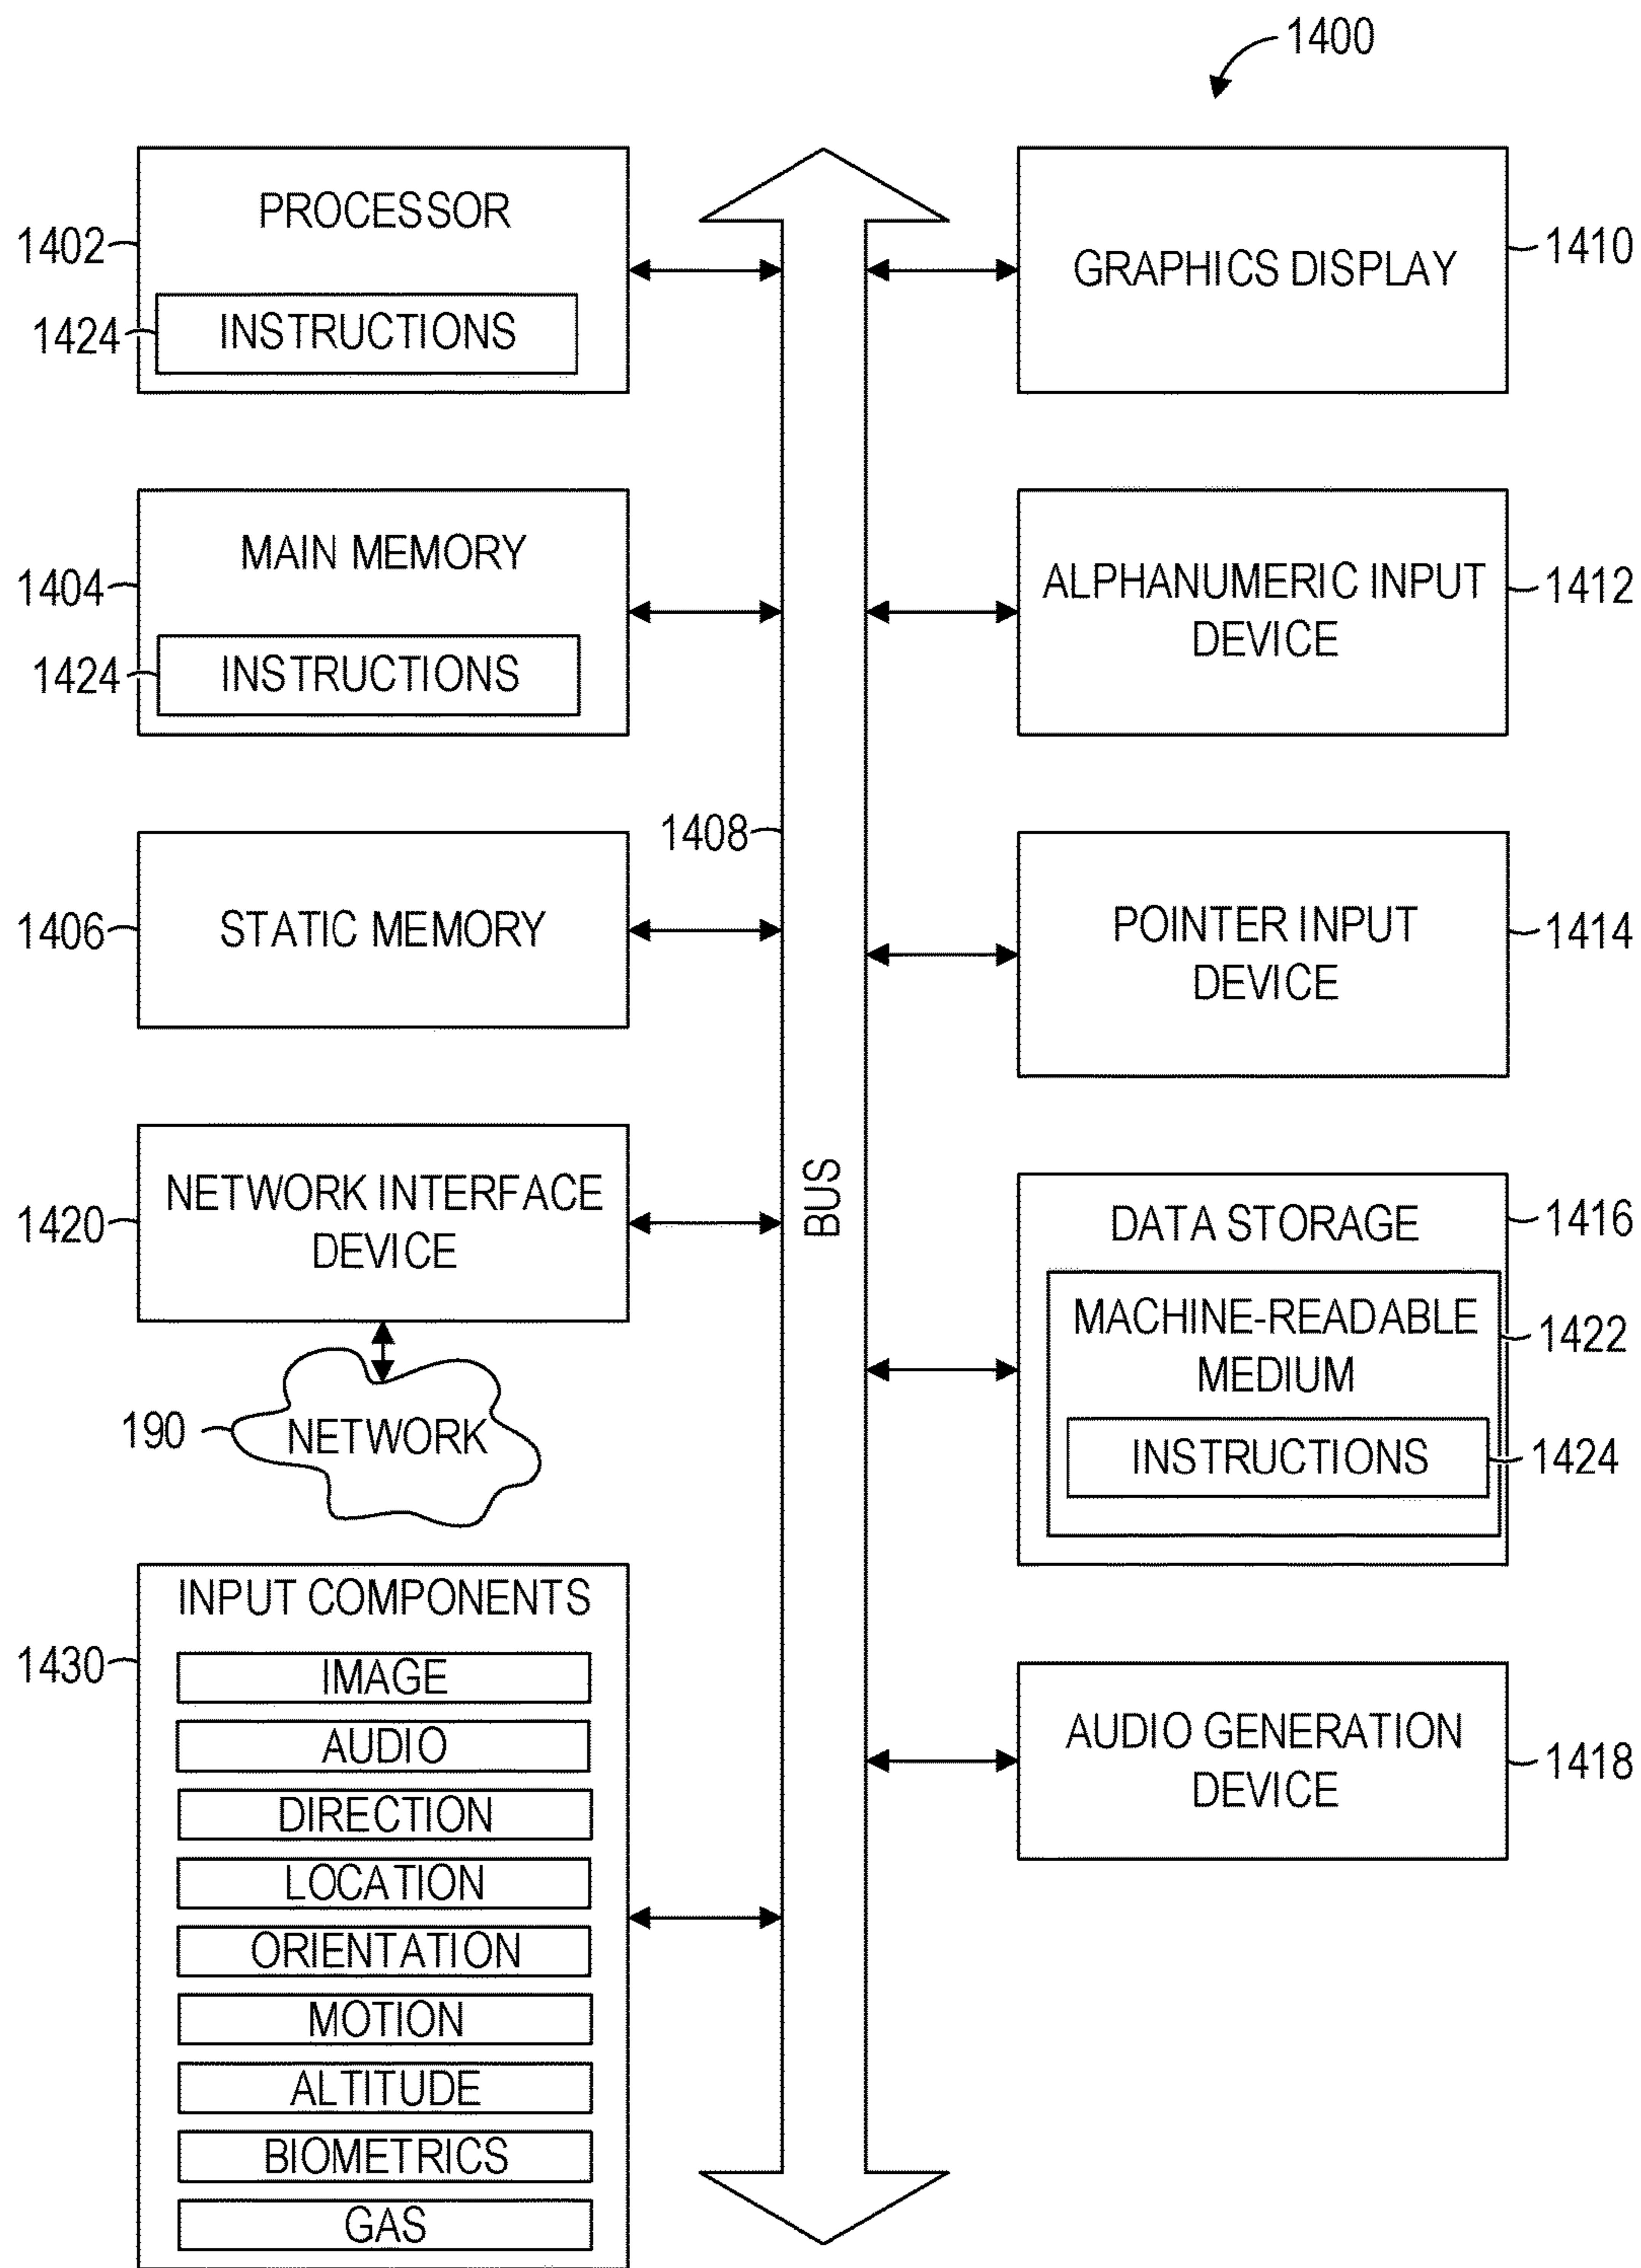 1400
PROCESSOR
1402
INSTRUCTIONS
1424
MAIN MEMORY
1404
INSTRUCTIONS
1424
STATIC MEMORY
1406
NETWORK INTERFACE
DEVICE
1420
NETWORK
190
INPUT COMPONENTS
1430
IMAGE
AUDIO
DIRECTION
LOCATION
ORIENTATION
MOTION
ALTITUDE
BIOMETRICS
GAS
1408
BUS
GRAPHICS DISPLAY
1410
ALPHANUMERIC INPUT
DEVICE
1412
POINTER INPUT
DEVICE
1414
DATA STORAGE
1416
MACHINE-READABLE
MEDIUM
1422
INSTRUCTIONS
1424
AUDIO GENERATION
DEVICE
1418